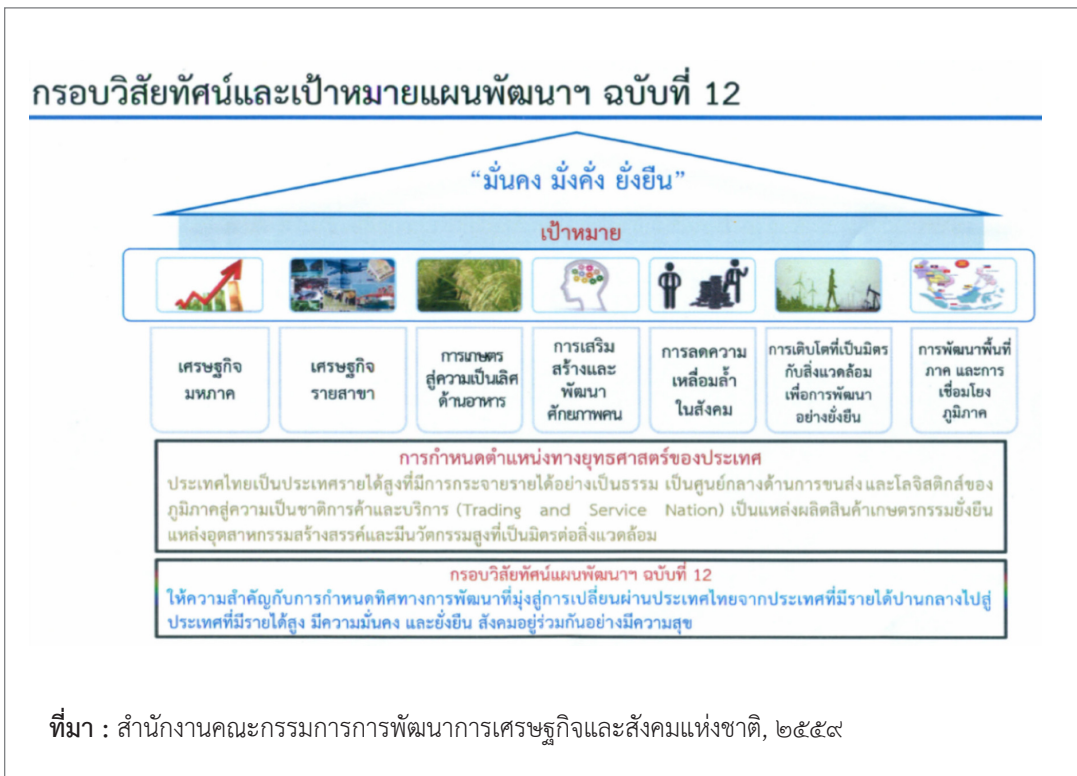 กรอบวิสัยทัศน์และเป้าหมายแผนพัฒนาฯ ฉบับที่ 12
“มั่นคง มั่งคั่ง ยั่งยืน”
เป้าหมาย
เศรษฐกิจ
มหภาค
เศรษฐกิจ
รายสาขา
การเกษตร
สู่ความเป็นเลิศ
ด้านอาหาร
การเสริม
สร้างและ
พัฒนา
ศักยภาพคน
การลดความ
เหลื่อมล้ำ
ในสังคม
การเติบโตที่เป็นมิตร
กับสิ่งแวดล้อม
เพื่อการพัฒนา
อย่างยั่งยืน
การพัฒนาพื้นที่
ภาค และการ
เชื่อมโยง
ภูมิภาค
การกำหนดตำแหน่งทางยุทธศาสตร์ของประเทศ
ประเทศไทยเป็นประเทศรายได้สูงที่มีการกระจายรายได้อย่างเป็นธรรม เป็นศูนย์กลางด้านการขนส่งและโลจิสติกส์ของ
ภูมิภาคสู่ความเป็นชาติการค้าและบริการ (Trading and Service Nation) เป็นแหล่งผลิตสินค้าเกษตรกรรมยั่งยืน
แหล่งอุตสาหกรรมสร้างสรรค์และมีนวัตกรรมสูงที่เป็นมิตรต่อสิ่งแวดล้อม
กรอบวิสัยทัศน์แผนพัฒนาฯ ฉบับที่ 12
ให้ความสำคัญกับการกำหนดทิศทางการพัฒนาที่มุ่งสู่การเปลี่ยนผ่านประเทศไทยจากประเทศที่มีรายได้ปานกลางไปสู่
ประเทศที่มีรายได้สูง มีความมั่นคง และยั่งยืน สังคมอยู่ร่วมกันอย่างมีความสุข
ที่มา : สำนักงานคณะกรรมการการพัฒนาการเศรษฐกิจและสังคมแห่งชาติ, ๒๕๕๙